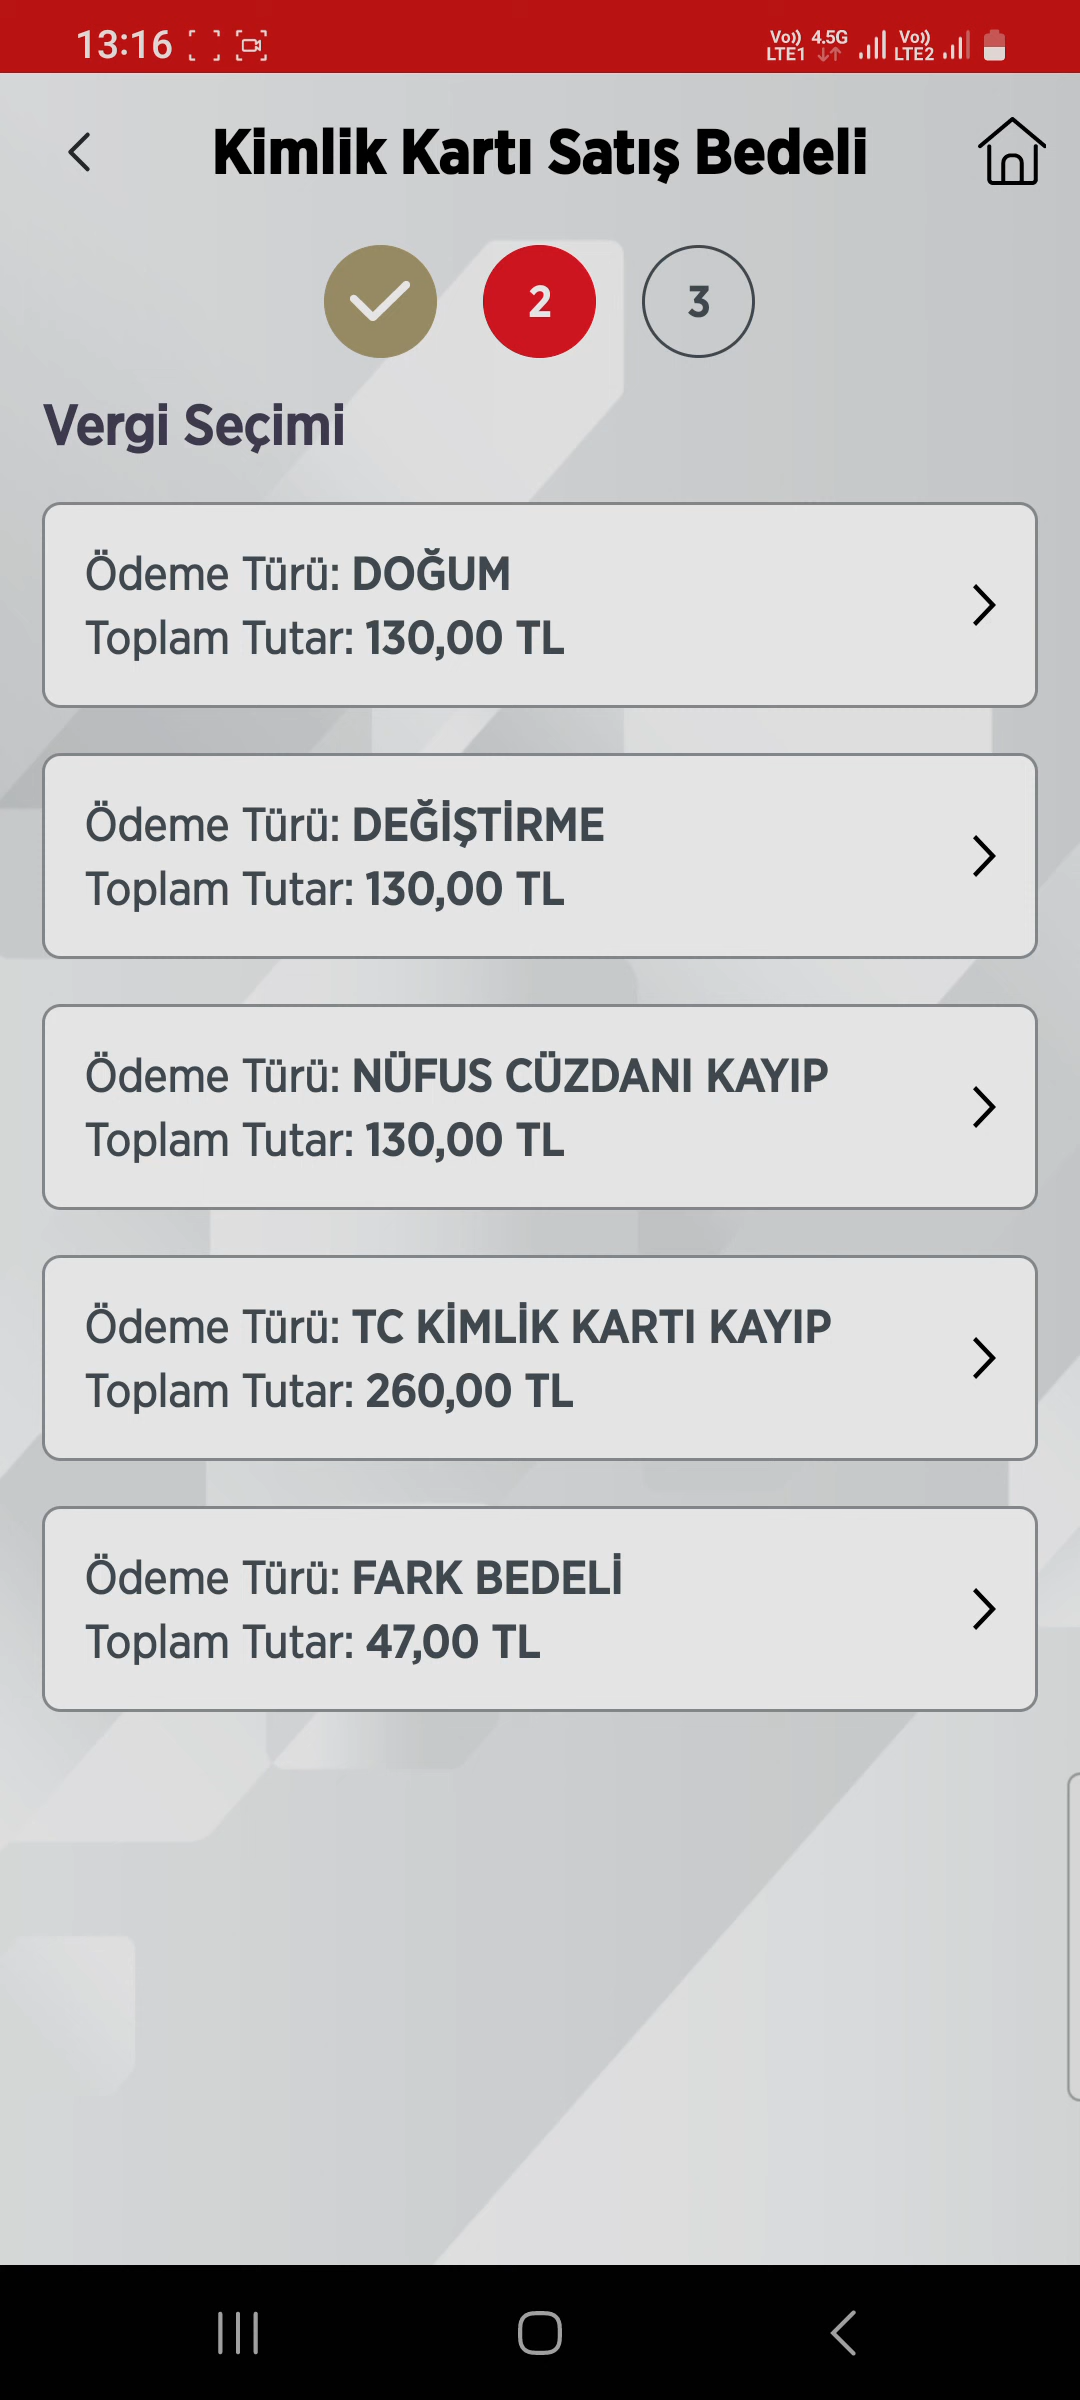 13:16
Vo)) 4.5G Vo))
LTE1 LTE2
Kimlik Kartı Satış Bedeli
2 3
Vergi Seçimi
Ödeme Türü: DOĞUM
Toplam Tutar: 130,00 TL
Ödeme Türü: DEĞİŞTİRME
Toplam Tutar: 130,00 TL
Ödeme Türü: NÜFUS CÜZDANI KAYIP
Toplam Tutar: 130,00 TL
Ödeme Türü: TC KİMLİK KARTI KAYIP
Toplam Tutar: 260,00 TL
Ödeme Türü: FARK BEDELİ
Toplam Tutar: 47,00 TL